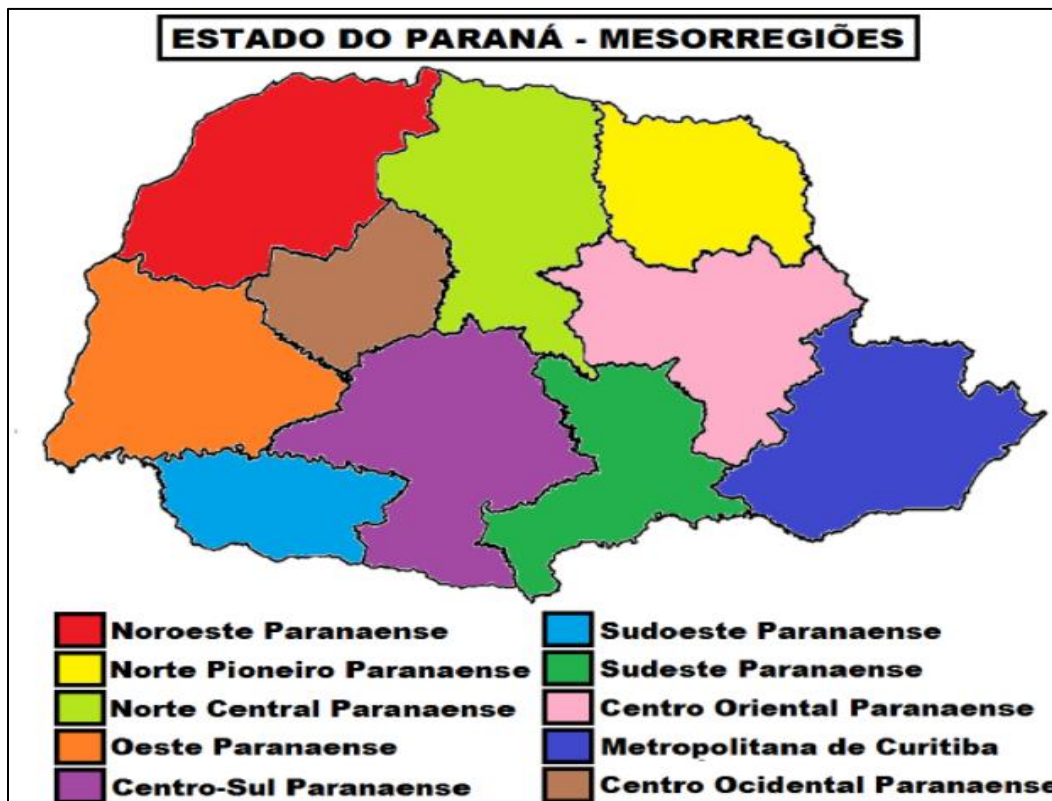 ESTADO DO PARANÁ - MESORREGIÕES
Noroeste Paranaense
Norte Pioneiro Paranaense
Norte Central Paranaense
Oeste Paranaense
Centro-Sul Paranaense
Sudoeste Paranaense
Sudeste Paranaense
Centro Oriental Paranaense
Metropolitana de Curitiba
Centro Ocidental Paranaense